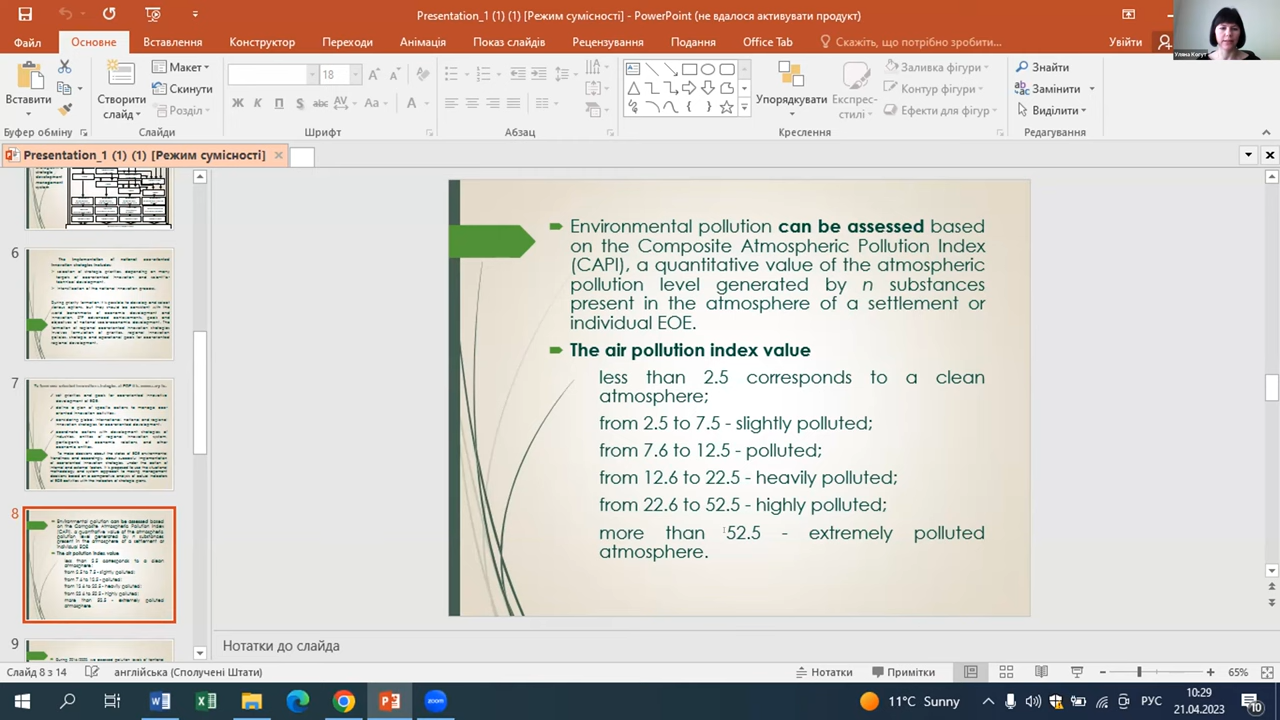 Presentation_1 (1) (1) [Режим сумісності] - PowerPoint (не вдалося активувати продукт)
Уляна Когут
Файл Основне Вставлення Конструктор Переходи Анімація Показ слайдів Рецензування Подання Office Tab Скажіть, що потрібно зробити... Увійти
Вставити
Буфер обміну
Створити слайд
Макет
Скинути
Розділ
Слайди
18
Ж К П S abc AV Aa A
Шрифт
Абзац
Упорядкувати
Експрес-стилі
Заливка фігури
Контур фігури
Ефекти для фігур
Креслення
Знайти
Замінити
Виділити
Редагування
Presentation_1 (1) (1) [Режим сумісності]
6
7
8
9
Environmental pollution can be assessed based
on the Composite Atmospheric Pollution Index
(CAPI), a quantitative value of the atmospheric
pollution level generated by n substances
present in the atmosphere of a settlement or
individual EOE.
The air pollution index value
less than 2.5 corresponds to a clean
atmosphere;
from 2.5 to 7.5 - slightly polluted;
from 7.6 to 12.5 - polluted;
from 12.6 to 22.5 - heavily polluted;
from 22.6 to 52.5 - highly polluted;
more than 52.5 - extremely polluted
atmosphere.
Нотатки до слайда
Слайд 8 з 14 англійська (Сполучені Штати) Нотатки Примітки 65%
zoom
11°C Sunny РУС 10:29
21.04.2023
10